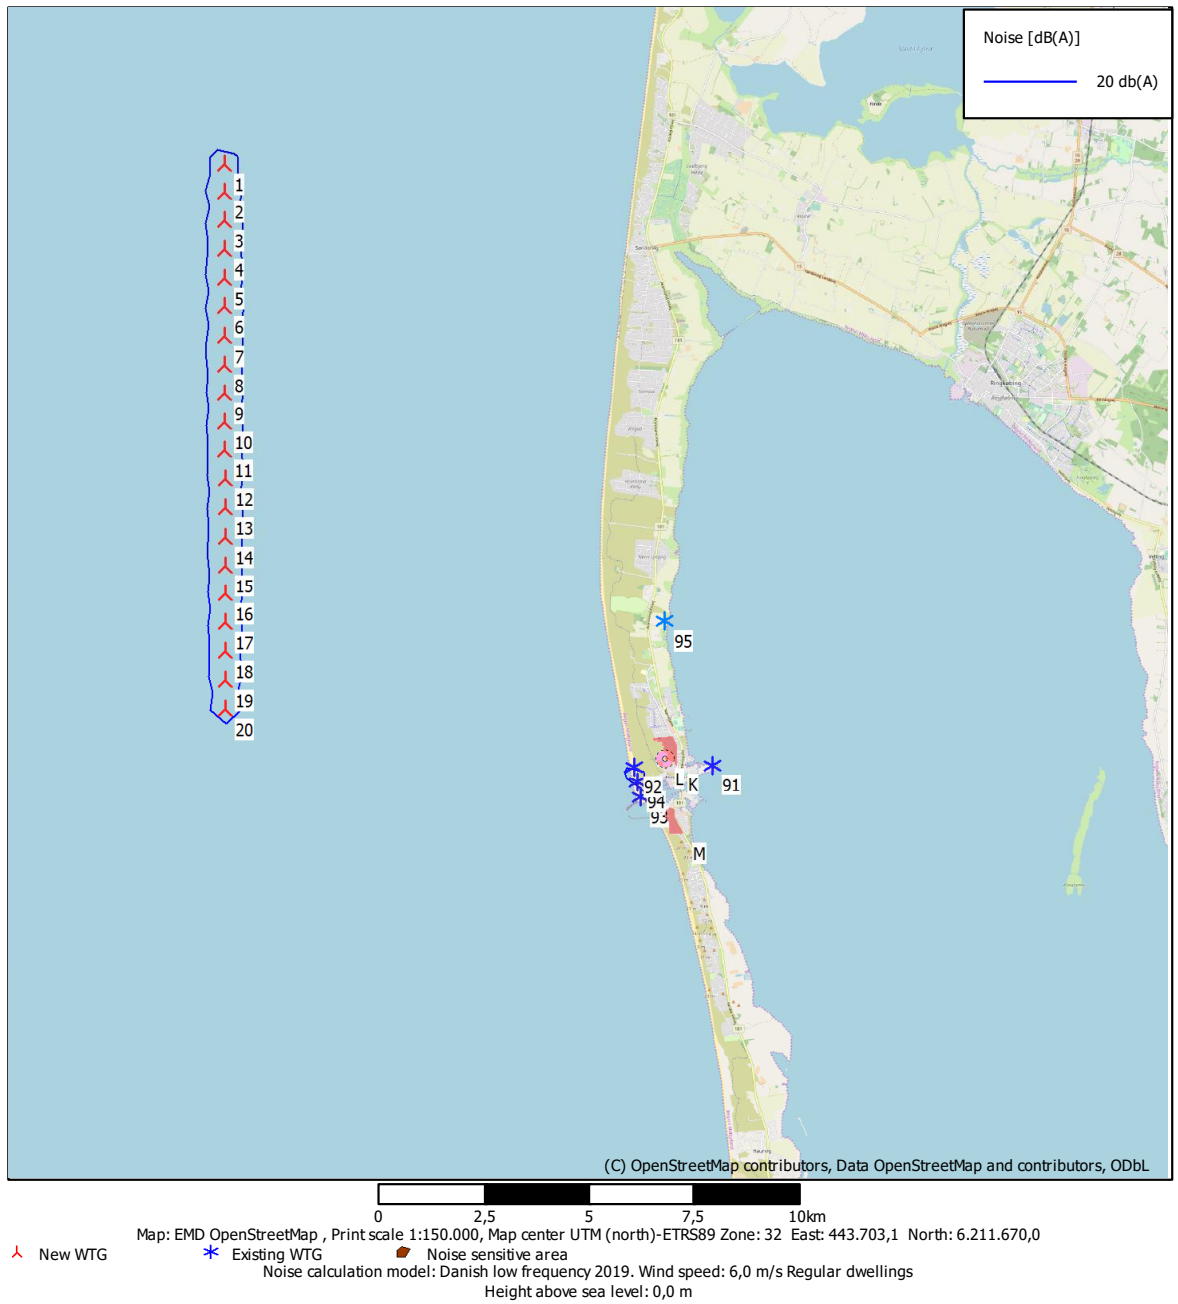 Noise [dB(A)]
20 db(A)
1
2
3
4
5
6
7
8
9
10
11
12
13
14
15
16
17
18
19
20
95
91
92
94
93
L
K
M
Søndervig
Ringkøbing
181
15
(C) OpenStreetMap contributors, Data OpenStreetMap and contributors, ODbL
0 2,5 5 7,5 10km
Map: EMD OpenStreetMap , Print scale 1:150.000, Map center UTM (north)-ETRS89 Zone: 32 East: 443.703,1 North: 6.211.670,0
New WTG Existing WTG Noise sensitive area
Noise calculation model: Danish low frequency 2019. Wind speed: 6,0 m/s Regular dwellings
Height above sea level: 0,0 m